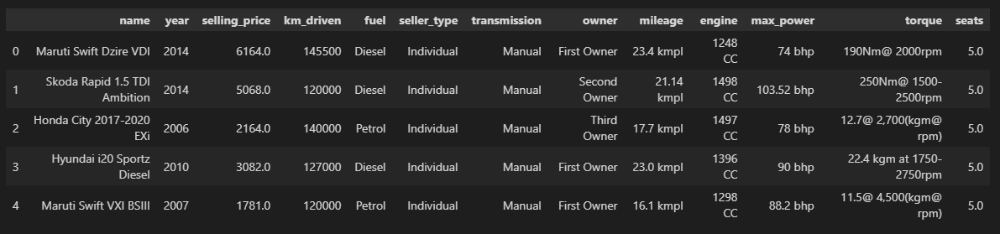 name year selling_price km_driven fuel seller_type transmission owner mileage engine max_power torque seats
0 Maruti Swift Dzire VDI 2014 6164.0 145500 Diesel Individual Manual First Owner 23.4 kmpl 1248 CC 74 bhp 190Nm@ 2000rpm 5.0
1 Skoda Rapid 1.5 TDI Ambition 2014 5068.0 120000 Diesel Individual Manual Second Owner 21.14 kmpl 1498 CC 103.52 bhp 250Nm@ 1500-2500rpm 5.0
2 Honda City 2017-2020 EXi 2006 2164.0 140000 Petrol Individual Manual Third Owner 17.7 kmpl 1497 CC 78 bhp 12.7@ 2,700(kgm@ rpm) 5.0
3 Hyundai i20 Sportz Diesel 2010 3082.0 127000 Diesel Individual Manual First Owner 23.0 kmpl 1396 CC 90 bhp 22.4 kgm at 1750-2750rpm 5.0
4 Maruti Swift VXI BSIII 2007 1781.0 120000 Petrol Individual Manual First Owner 16.1 kmpl 1298 CC 88.2 bhp 11.5@ 4,500(kgm@ rpm) 5.0